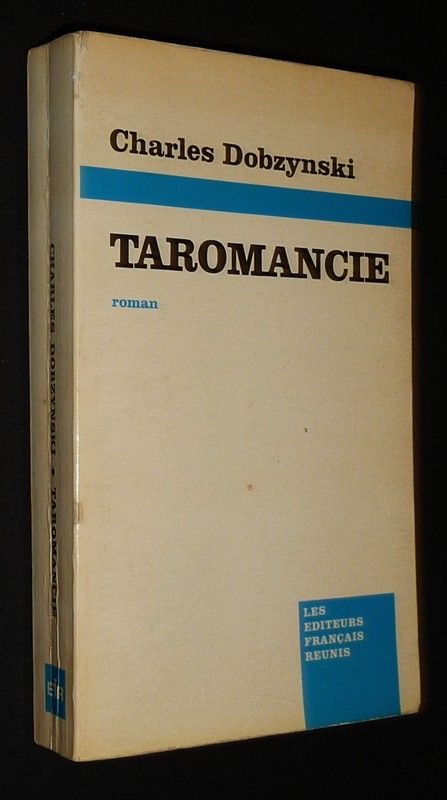 Charles Dobzynski
TAROMANCIE
roman
LES
EDITEURS
FRANÇAIS
REUNIS
CHARLES DOBZYNSKI • TAROMANCIE
EFR